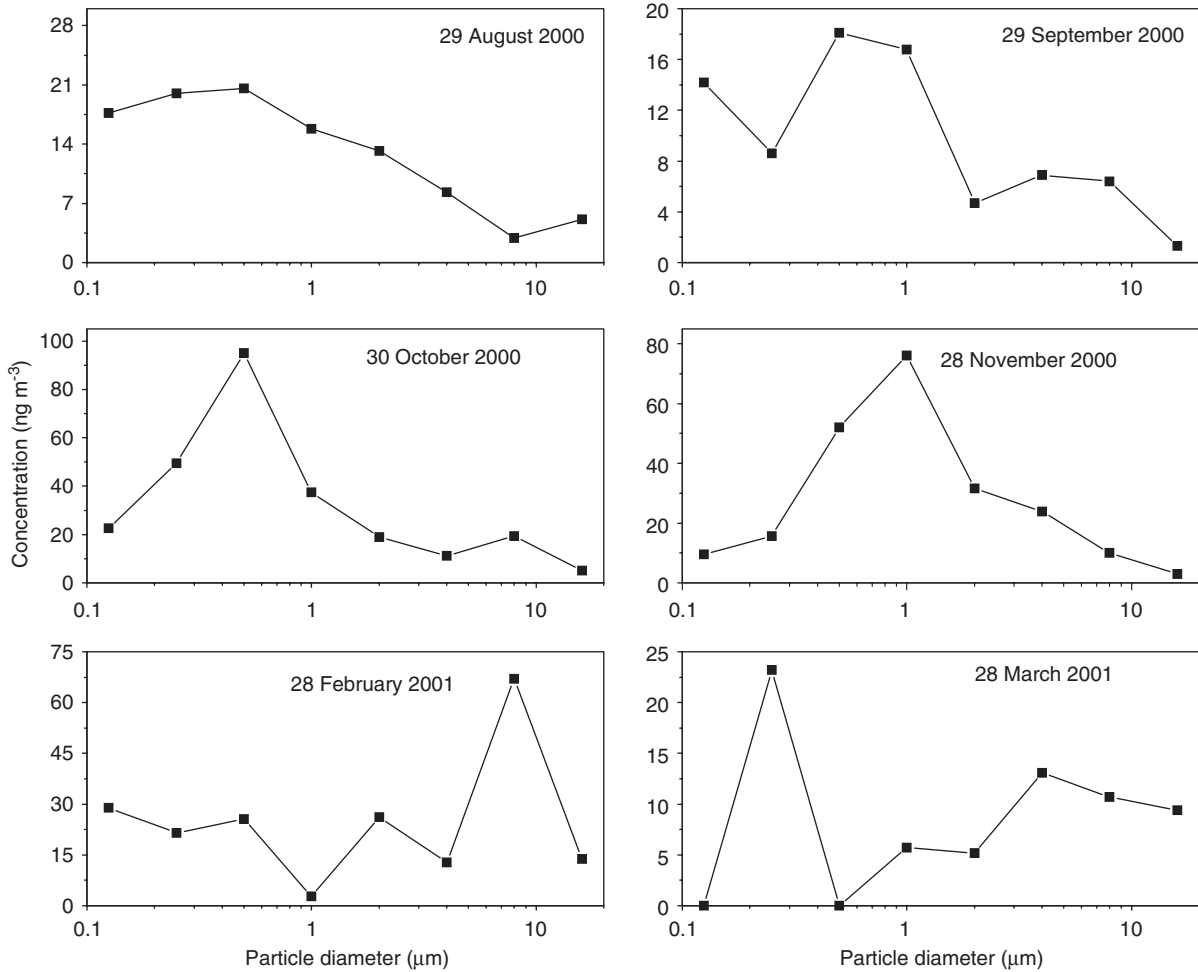 29 August 2000
28
21
14
7
0
0.1 1 10
29 September 2000
20
16
12
8
4
0
0.1 1 10
Concentration (ng m-3)
30 October 2000
100
80
60
40
20
0
0.1 1 10
28 November 2000
80
60
40
20
0
0.1 1 10
28 February 2001
75
60
45
30
15
0
0.1 1 10
Particle diameter (μm)
28 March 2001
25
20
15
10
5
0
0.1 1 10
Particle diameter (μm)